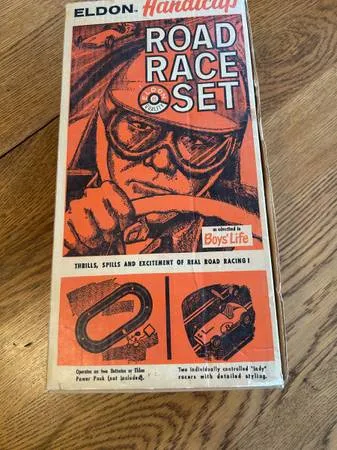 ELDON® Handicap
ROAD
RACE
SET
ELDON
as advertised in
Boys' Life
THRILLS, SPILLS AND EXCITEMENT OF REAL ROAD RACING!
Operates on two Batteries or Eldon
Power Pack (not included).
Two individually controlled "Indy"
racers with detailed styling.